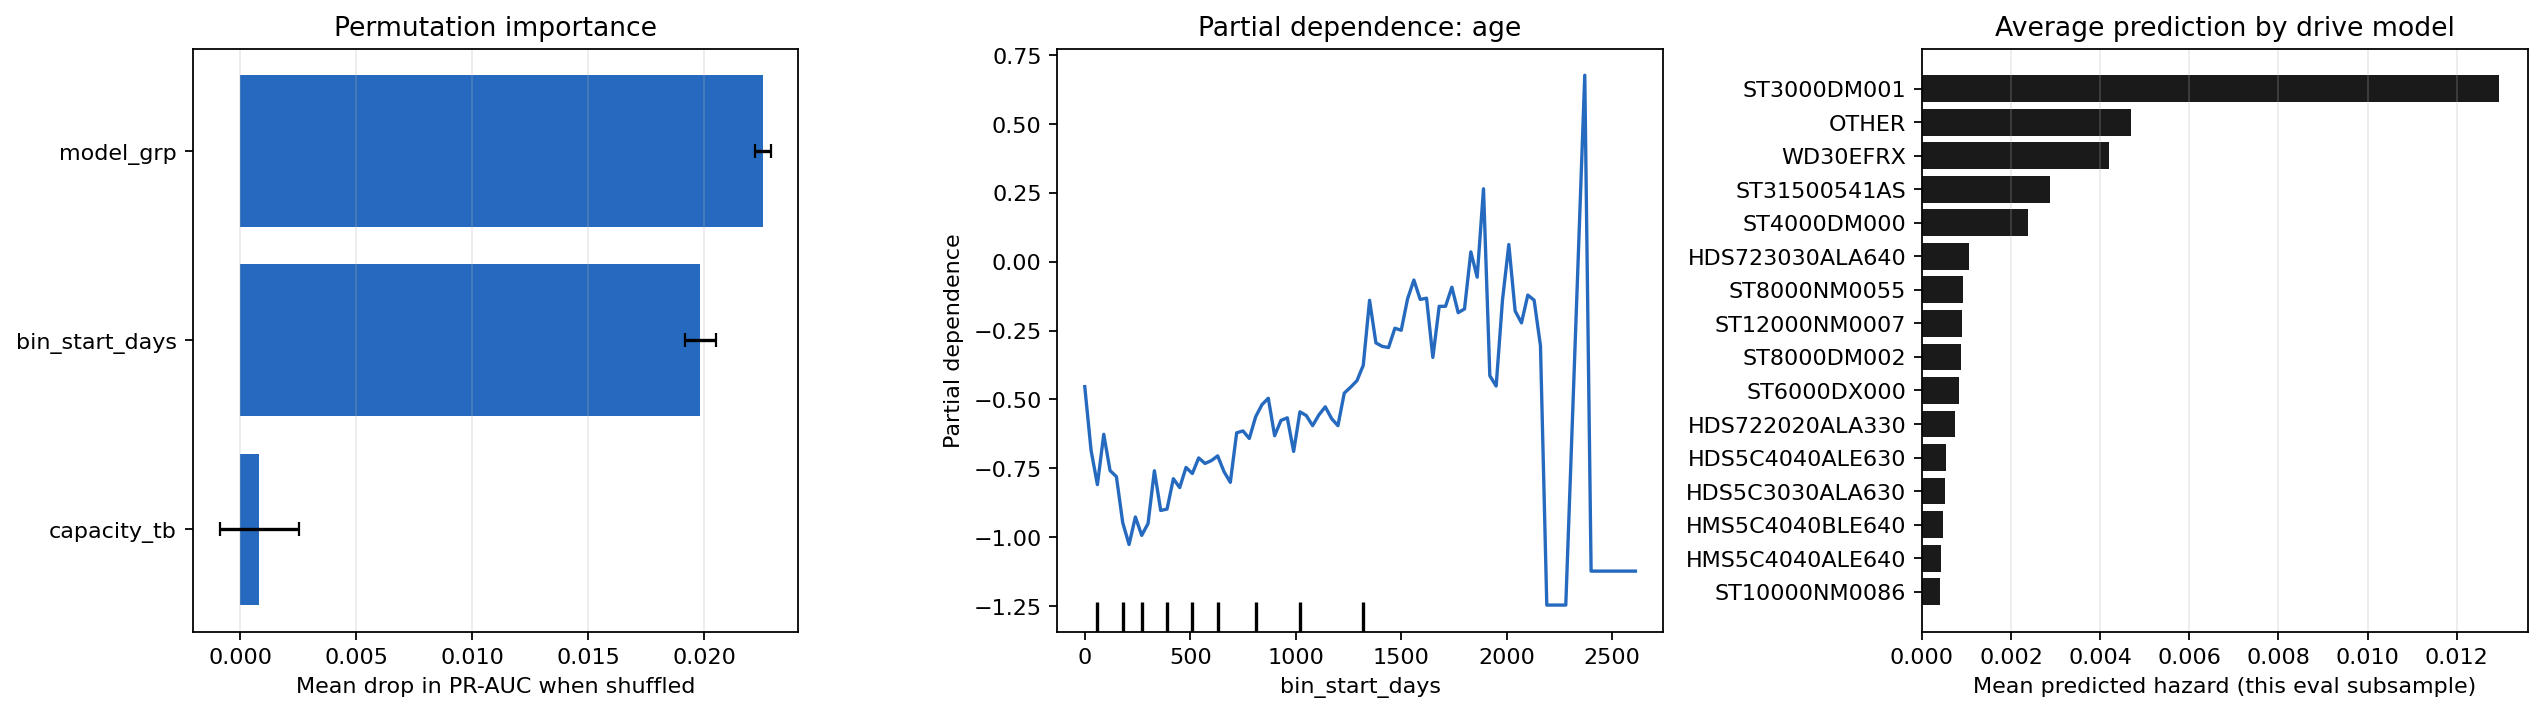 Permutation importance
model_grp
bin_start_days
capacity_tb
0.000 0.005 0.010 0.015 0.020
Mean drop in PR-AUC when shuffled
Partial dependence: age
Partial dependence
0.75
0.50
0.25
0.00
−0.25
−0.50
−0.75
−1.00
−1.25
0 500 1000 1500 2000 2500
bin_start_days
Average prediction by drive model
ST3000DM001
OTHER
WD30EFRX
ST31500541AS
ST4000DM000
HDS723030ALA640
ST8000NM0055
ST12000NM0007
ST8000DM002
ST6000DX000
HDS722020ALA330
HDS5C4040ALE630
HDS5C3030ALA630
HMS5C4040BLE640
HMS5C4040ALE640
ST10000NM0086
0.000 0.002 0.004 0.006 0.008 0.010 0.012
Mean predicted hazard (this eval subsample)